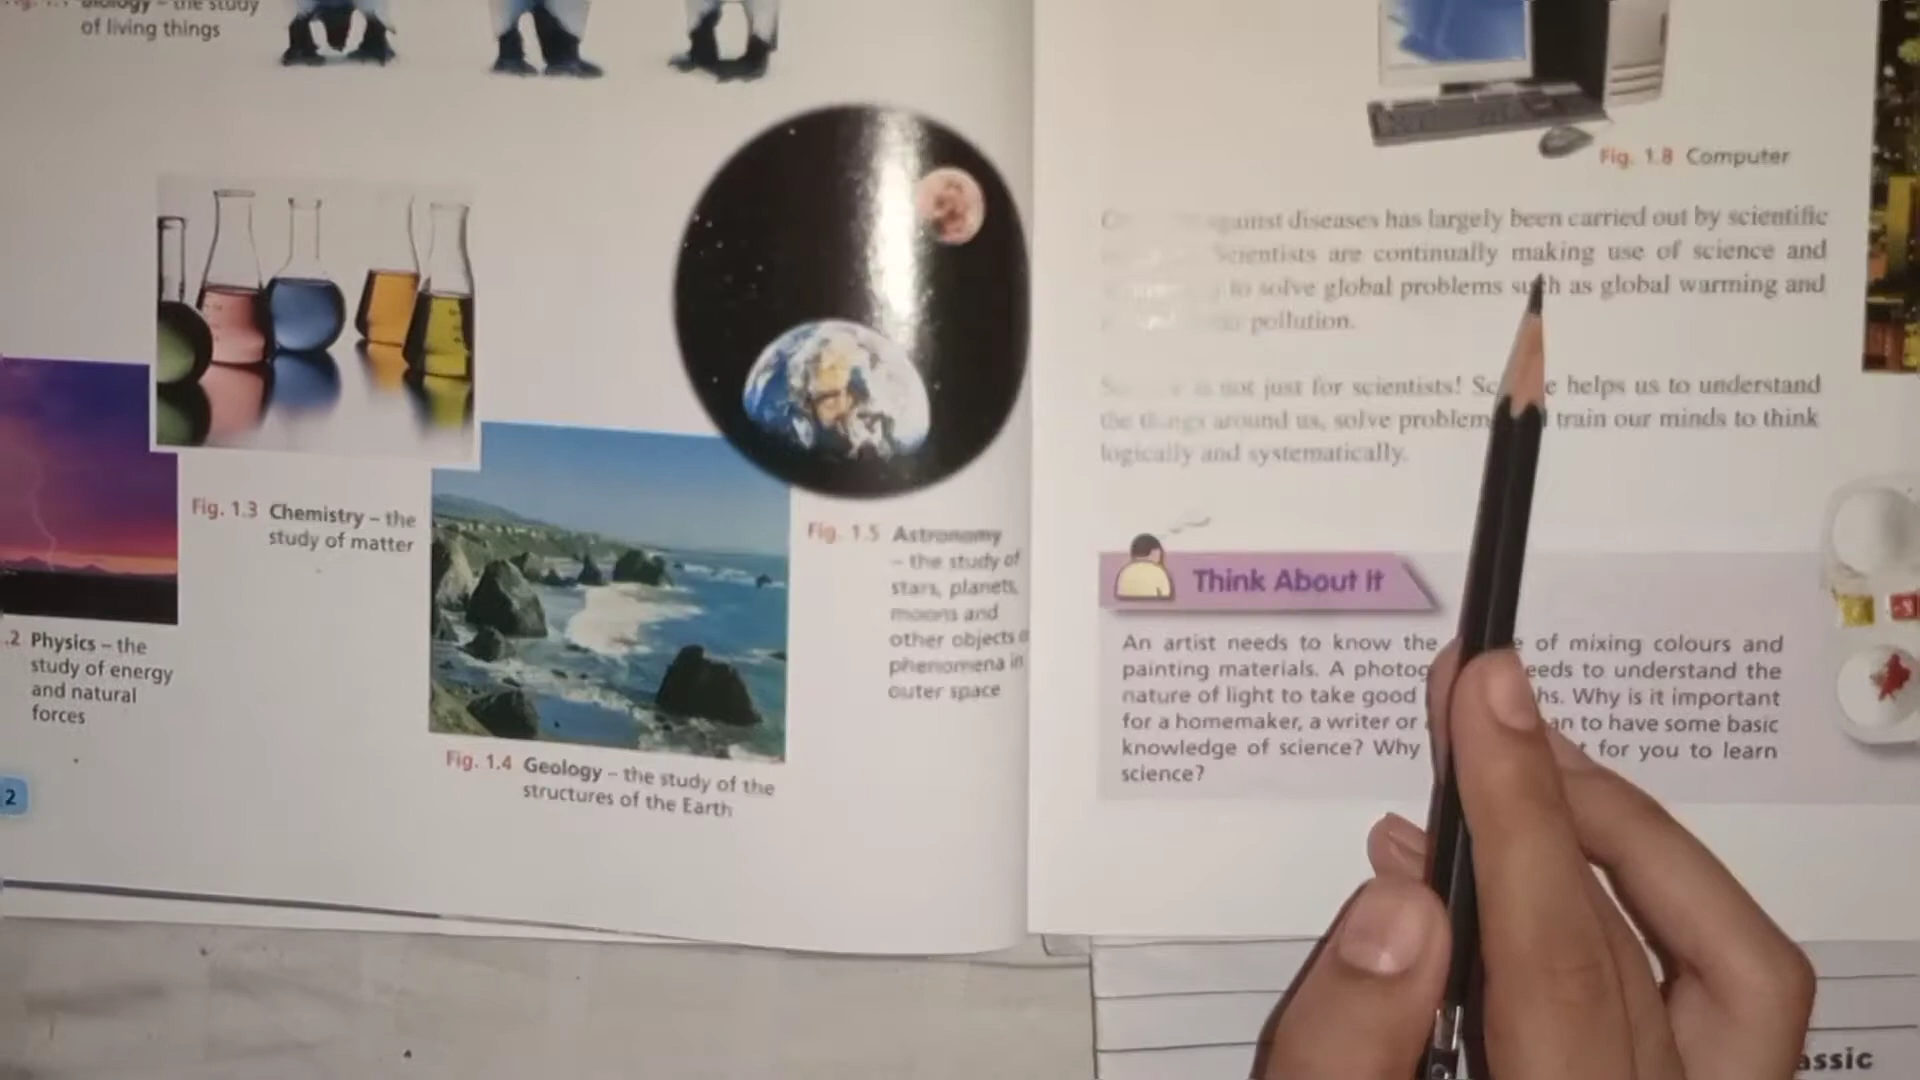 Biology – the study
of living things
Fig. 1.3 Chemistry – the
study of matter
.2 Physics – the
study of energy
and natural
forces
Fig. 1.4 Geology – the study of the
structures of the Earth
Fig. 1.5 Astronomy
– the study of
stars, planets,
moons and
other objects
phenomena in
outer space
2
Fig. 1.8 Computer
against diseases has largely been carried out by scientific
Scientists are continually making use of science and
to solve global problems such as global warming and
pollution.
is not just for scientists! helps us to understand
the things around us, solve problem train our minds to think
logically and systematically.
Think About It
An artist needs to know the of mixing colours and
painting materials. A photog eeds to understand the
nature of light to take good hs. Why is it important
for a homemaker, a writer or an to have some basic
knowledge of science? Why for you to learn
science?
assic